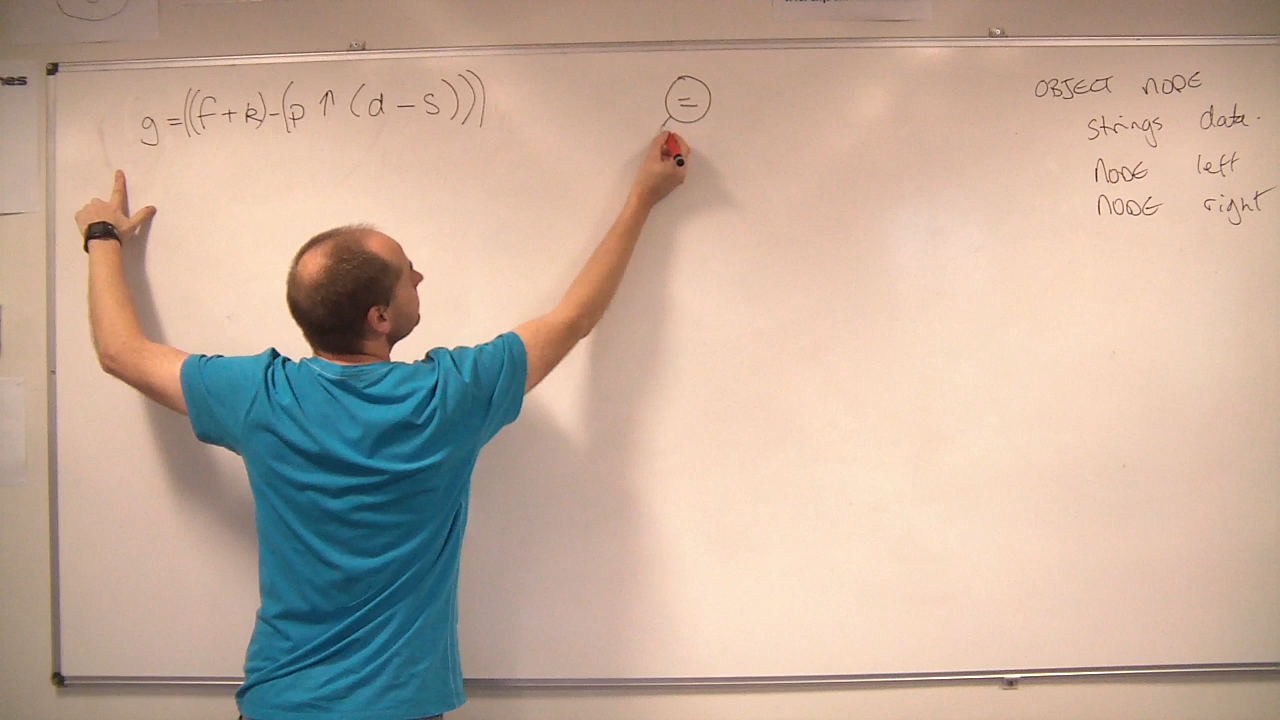 g =((f+k)-(p ↑ (d - s)))
=
OBJECT NODE
strings data.
NODE left
NODE right